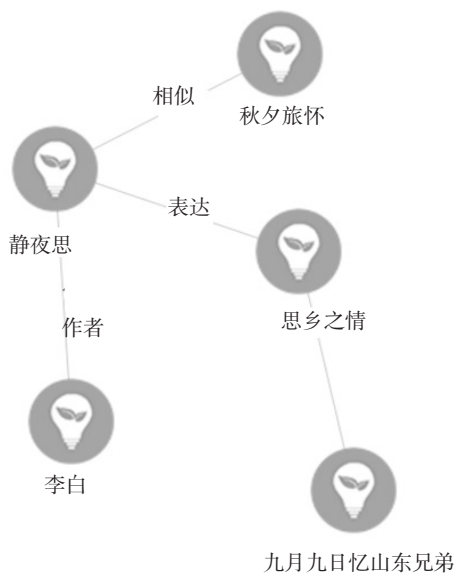 相似
秋夕旅怀
表达
静夜思
思乡之情
作者
李白
九月九日忆山东兄弟